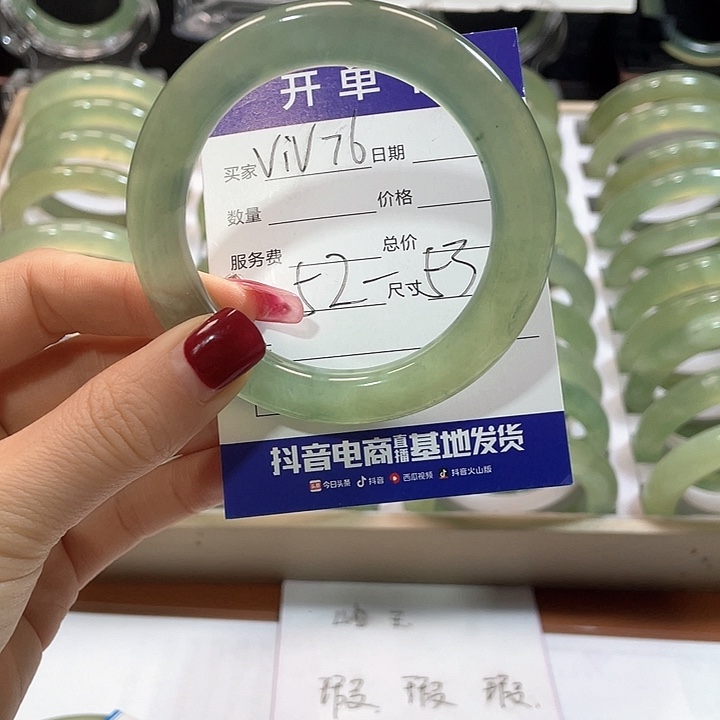 开单
买家 ViV76 日期
数量 价格
服务费 总价
52-53 尺寸
抖音电商直播基地发货
今日头条 抖音 西瓜视频 抖音火山版
瑕 瑕 瑕